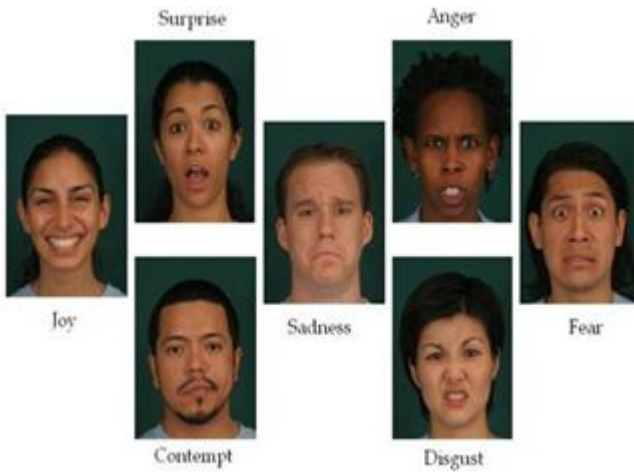 Surprise
Anger
Joy
Sadness
Fear
Contempt
Disgust